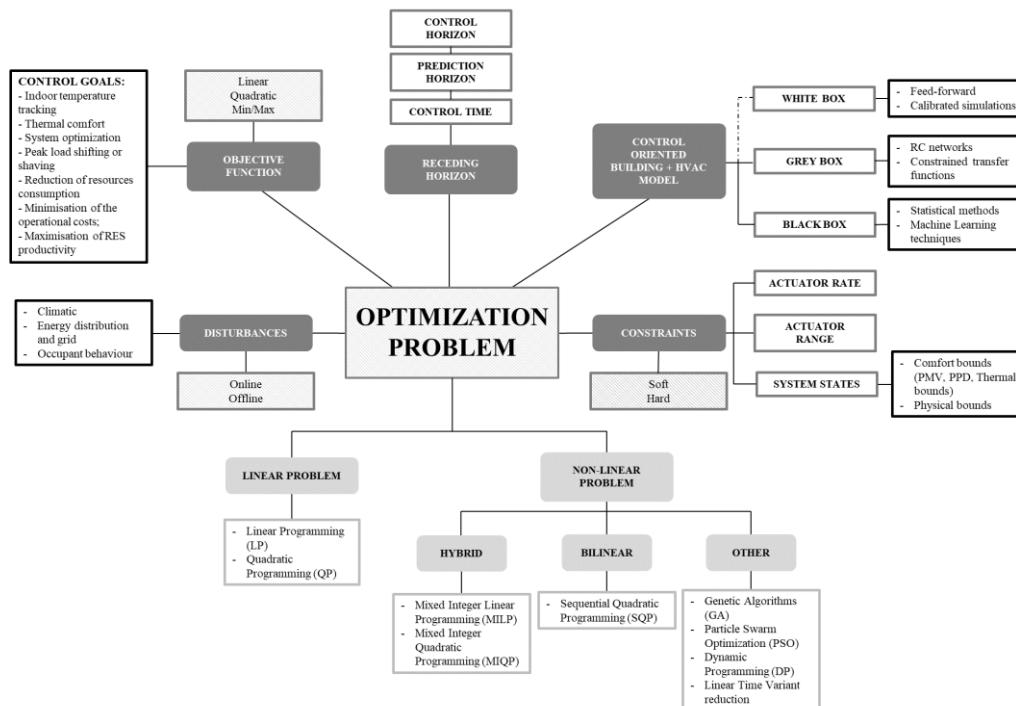 CONTROL
HORIZON
PREDICTION
HORIZON
CONTROL TIME
RECEDING
HORIZON
CONTROL GOALS:
- Indoor temperature
tracking
- Thermal comfort
- System optimization
- Peak load shifting or
shaving
- Reduction of resources
consumption
- Minimisation of the
operational costs;
- Maximisation of RES
productivity
Linear
Quadratic
Min/Max
OBJECTIVE
FUNCTION
CONTROL
ORIENTED
BUILDING + HVAC
MODEL
WHITE BOX
- Feed-forward
- Calibrated simulations
GREY BOX
- RC networks
- Constrained transfer
functions
BLACK BOX
- Statistical methods
- Machine Learning
techniques
- Climatic
- Energy distribution
and grid
- Occupant behaviour
DISTURBANCES
Online
Offline
OPTIMIZATION
PROBLEM
CONSTRAINTS
Soft
Hard
ACTUATOR RATE
ACTUATOR
RANGE
SYSTEM STATES
- Comfort bounds
(PMV, PPD, Thermal
bounds)
- Physical bounds
LINEAR PROBLEM
- Linear Programming
(LP)
- Quadratic
Programming (QP)
NON-LINEAR
PROBLEM
HYBRID
- Mixed Integer Linear
Programming (MILP)
- Mixed Integer
Quadratic
Programming (MIQP)
BILINEAR
- Sequential Quadratic
Programming (SQP)
OTHER
- Genetic Algorithms
(GA)
- Particle Swarm
Optimization (PSO)
- Dynamic
Programming (DP)
- Linear Time Variant
reduction